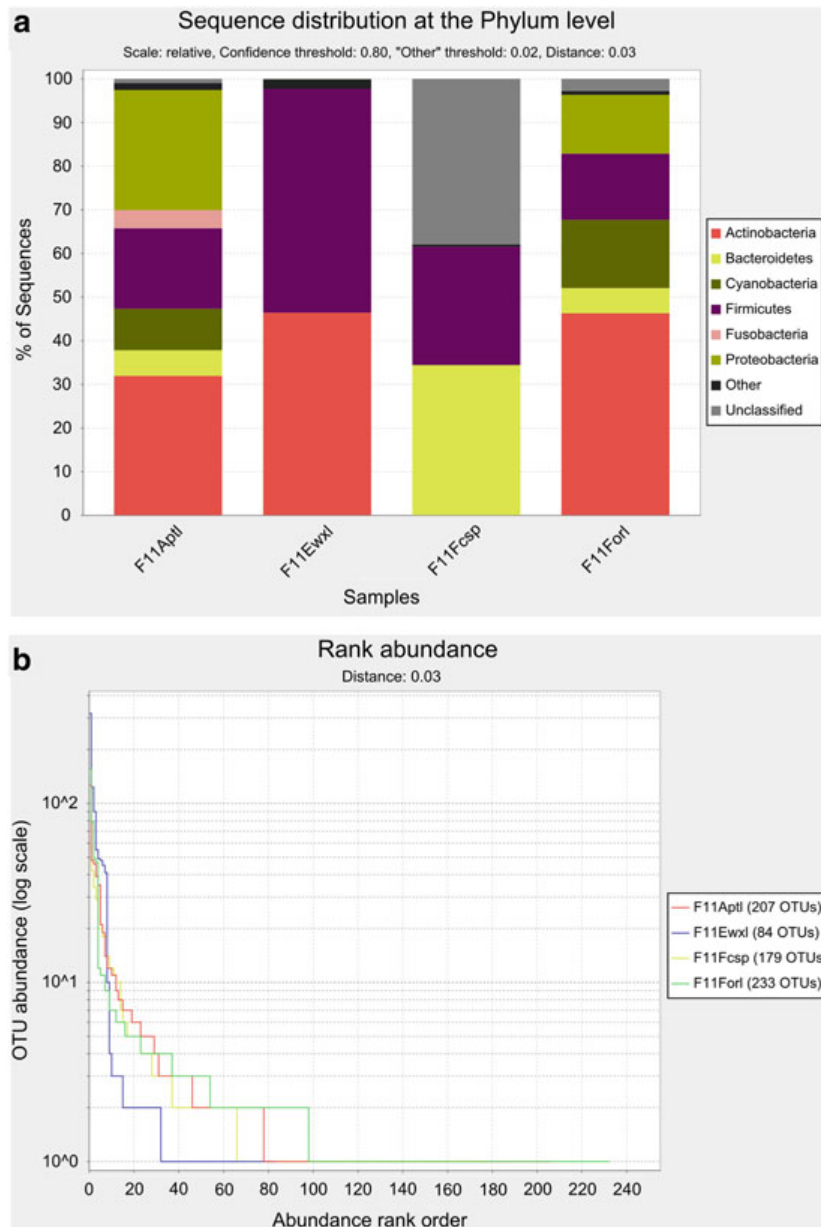 a
Sequence distribution at the Phylum level
Scale: relative, Confidence threshold: 0.80, "Other" threshold: 0.02, Distance: 0.03
% of Sequences
100
90
80
70
60
50
40
30
20
10
0
F11Aptl
F11Ewxl
F11Fcsp
F11Forl
Samples
Actinobacteria
Bacteroidetes
Cyanobacteria
Firmicutes
Fusobacteria
Proteobacteria
Other
Unclassified
b
Rank abundance
Distance: 0.03
OTU abundance (log scale)
10^2
10^1
10^0
0 20 40 60 80 100 120 140 160 180 200 220 240
Abundance rank order
F11Aptl (207 OTUs)
F11Ewxl (84 OTUs)
F11Fcsp (179 OTUs
F11Forl (233 OTUs)